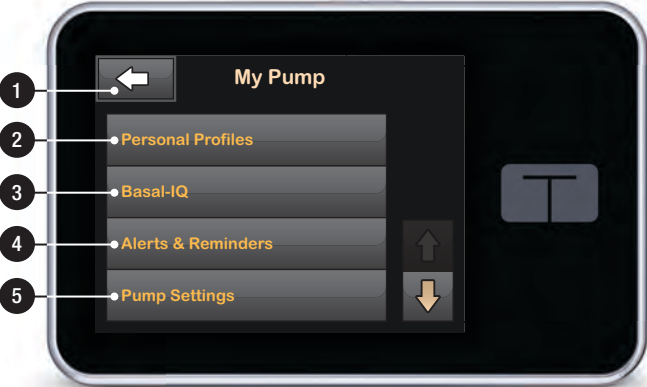 My Pump
1
2
Personal Profiles
3
Basal-IQ
4
Alerts & Reminders
5
Pump Settings